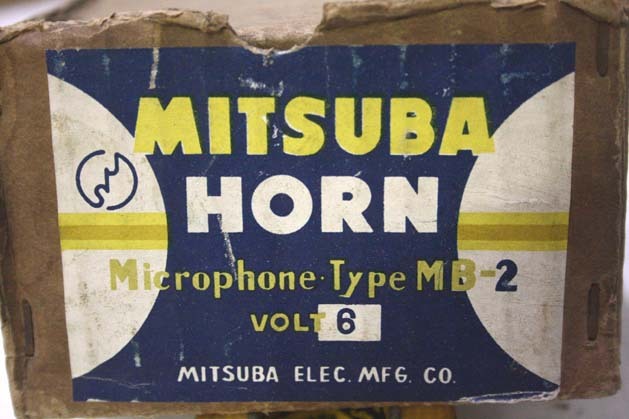 MITSUBA
HORN
Microphone·Type MB-2
VOLT 6
MITSUBA ELEC. MFG. CO.